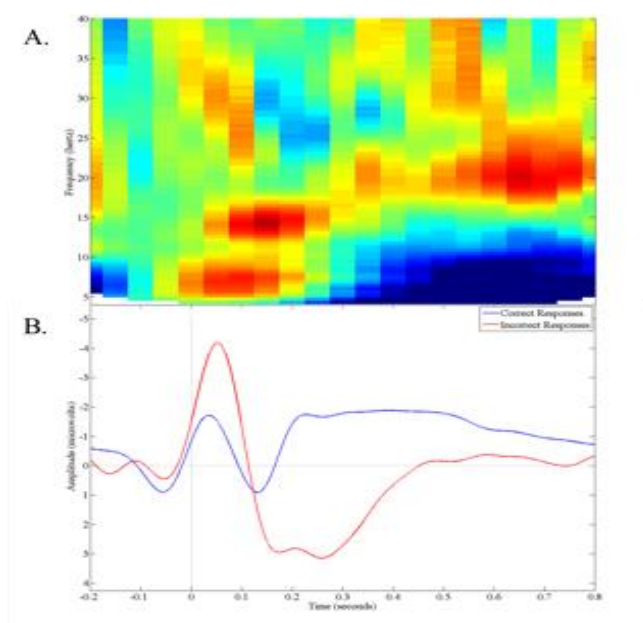 A.
40
35
30
25
20
15
10
5
Frequency (hertz)
B.
Correct Responses
Incorrect Responses
-5
-4
-3
-2
-1
0
1
2
3
4
Amplitude (microvolts)
-0.2 -0.1 0 0.1 0.2 0.3 0.4 0.5 0.6 0.7 0.8
Time (seconds)